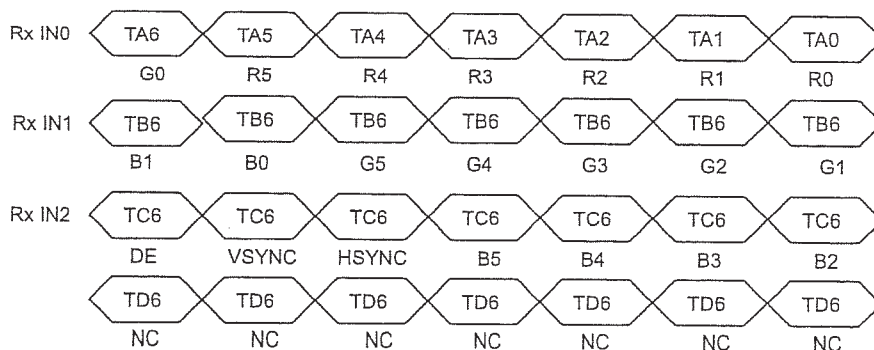 Rx IN0 TA6 TA5 TA4 TA3 TA2 TA1 TA0
G0 R5 R4 R3 R2 R1 R0
Rx IN1 TB6 TB6 TB6 TB6 TB6 TB6 TB6
B1 B0 G5 G4 G3 G2 G1
Rx IN2 TC6 TC6 TC6 TC6 TC6 TC6 TC6
DE VSYNC HSYNC B5 B4 B3 B2
TD6 TD6 TD6 TD6 TD6 TD6 TD6
NC NC NC NC NC NC NC